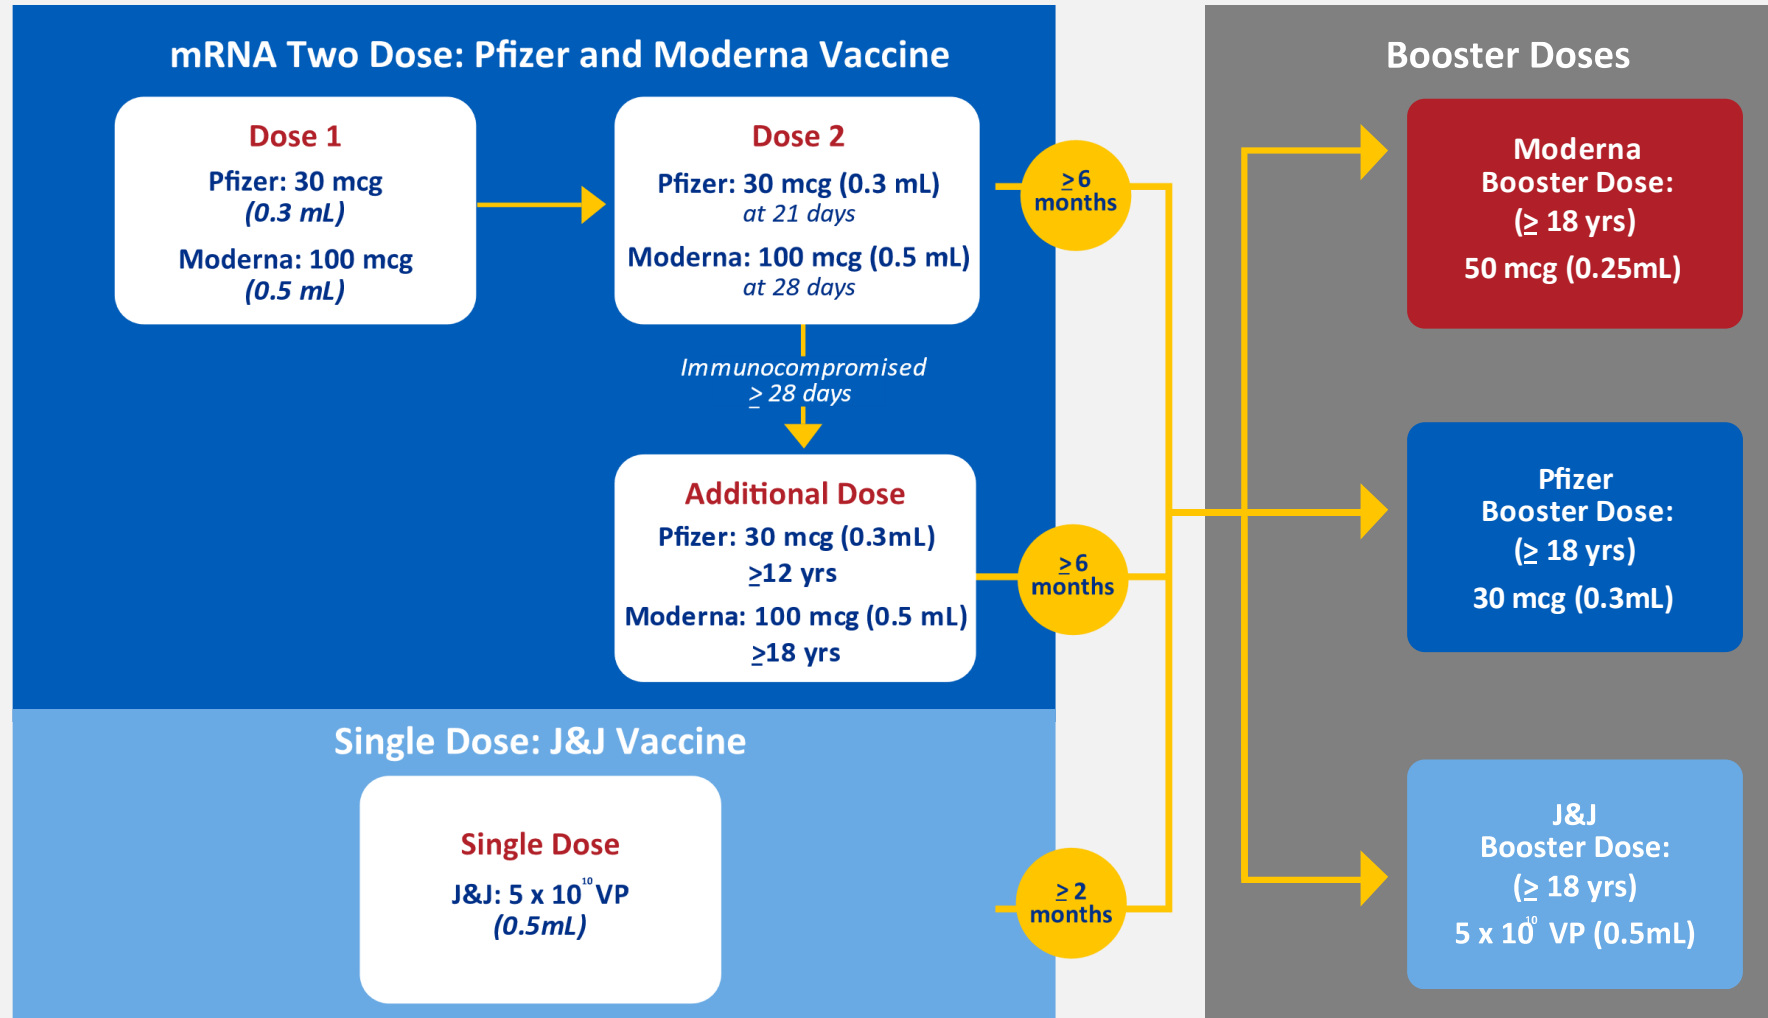 mRNA Two Dose: Pfizer and Moderna Vaccine
Dose 1
Pfizer: 30 mcg
(0.3 mL)
Moderna: 100 mcg
(0.5 mL)
Dose 2
Pfizer: 30 mcg (0.3 mL)
at 21 days
Moderna: 100 mcg (0.5 mL)
at 28 days
≥6
months
Immunocompromised
≥ 28 days
Additional Dose
Pfizer: 30 mcg (0.3mL)
≥12 yrs
Moderna: 100 mcg (0.5 mL)
≥18 yrs
≥6
months
Single Dose: J&J Vaccine
Single Dose
J&J: 5 x 10¹⁰ VP
(0.5mL)
≥ 2
months
Booster Doses
Moderna
Booster Dose:
(≥ 18 yrs)
50 mcg (0.25mL)
Pfizer
Booster Dose:
(≥ 18 yrs)
30 mcg (0.3mL)
J&J
Booster Dose:
(≥ 18 yrs)
5 x 10¹⁰ VP (0.5mL)